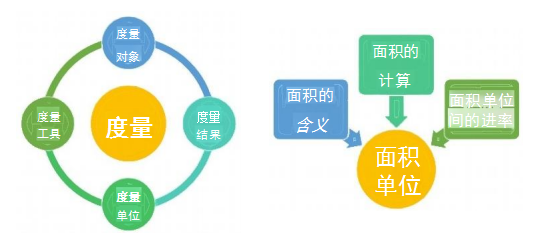 度量
对象
度量
工具
度量
度量
结果
度量
单位
面积的
计算
面积的
含义
面积单位
间的进率
面积
单位